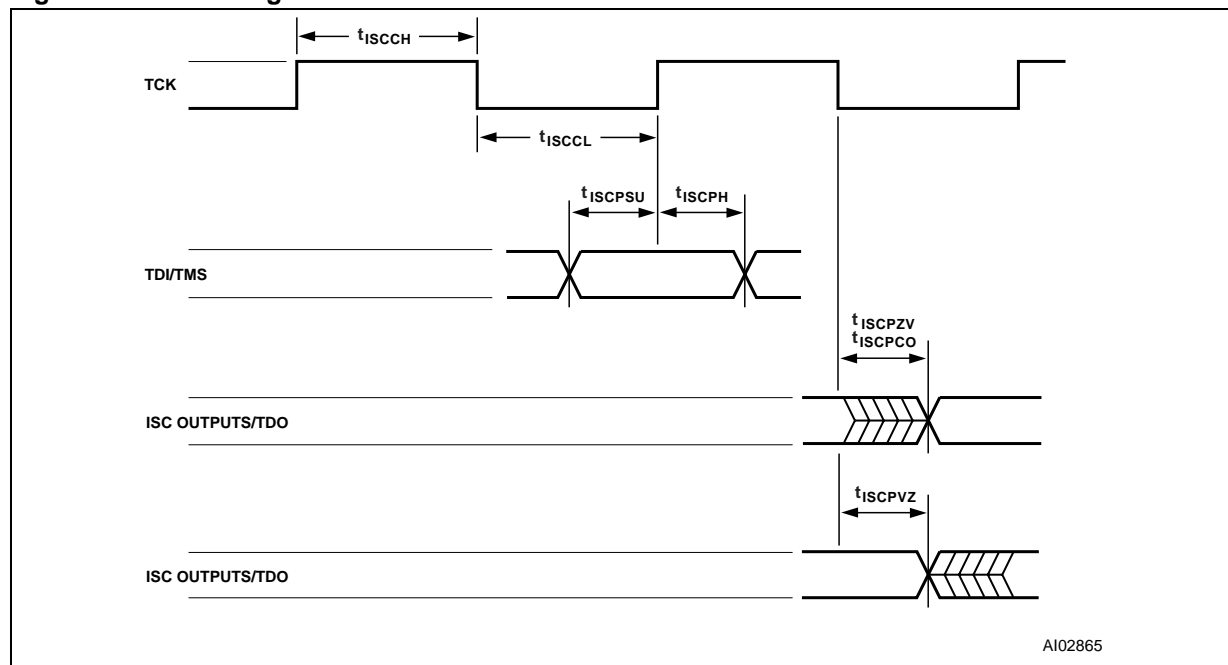 tISCCH
TCK
tISCCL
tISCPSU
tISCPH
TDI/TMS
tISCPZV
tISCPCO
ISC OUTPUTS/TDO
tISCPVZ
ISC OUTPUTS/TDO
AI02865